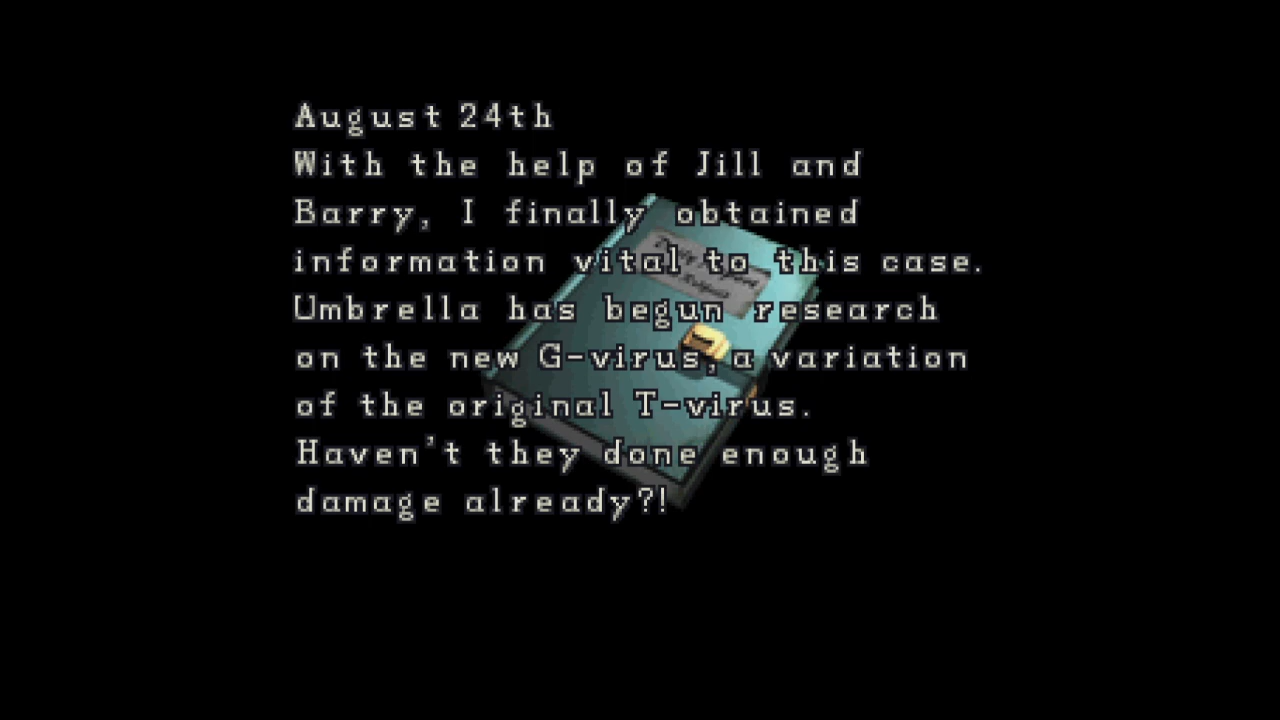 August 24th
With the help of Jill and
Barry, I finally obtained
information vital to this case.
Umbrella has begun research
on the new G-virus, a variation
of the original T-virus.
Haven't they done enough
damage already?!